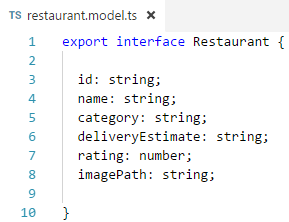 TS restaurant.model.ts ×
1 export interface Restaurant {
2
3 id: string;
4 name: string;
5 category: string;
6 deliveryEstimate: string;
7 rating: number;
8 imagePath: string;
9
10 }